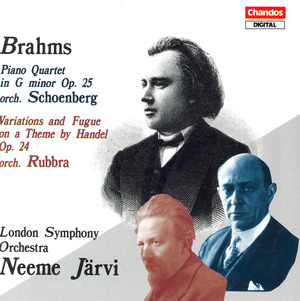 Chandos
DIGITAL
Brahms
Piano Quartet
in G minor Op. 25
orch. Schoenberg
Variations and Fugue
on a Theme by Handel
Op. 24
orch. Rubbra
London Symphony
Orchestra
Neeme Järvi